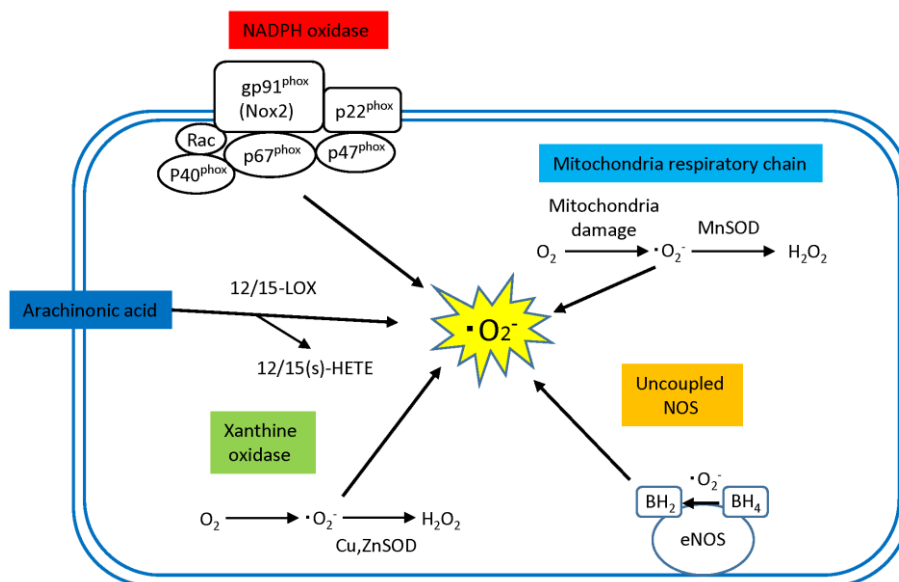 NADPH oxidase
gp91phox
(Nox2)
p22phox
Rac
p67phox
p47phox
P40phox
Mitochondria respiratory chain
Mitochondria
damage
MnSOD
O₂
·O₂⁻
H₂O₂
Arachinonic acid
12/15-LOX
12/15(s)-HETE
·O₂⁻
Uncoupled
NOS
Xanthine
oxidase
O₂
·O₂⁻
H₂O₂
Cu,ZnSOD
·O₂⁻
BH₂
BH₄
eNOS